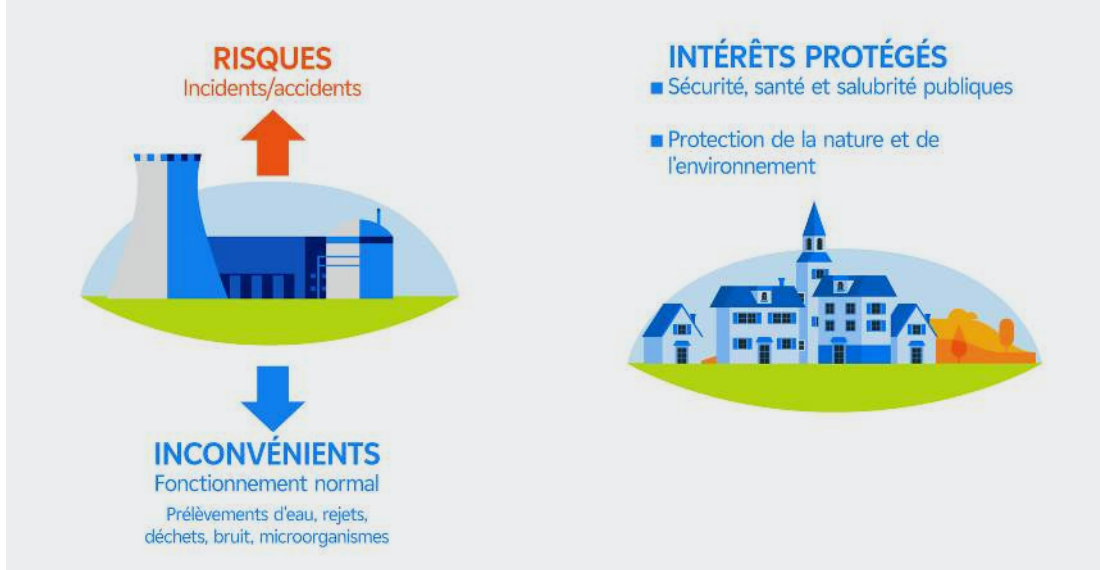 RISQUES
Incidents/accidents
INCONVÉNIENTS
Fonctionnement normal
Prélèvements d'eau, rejets,
déchets, bruit, microorganismes
INTÉRÊTS PROTÉGÉS
■ Sécurité, santé et salubrité publiques
■ Protection de la nature et de
l'environnement